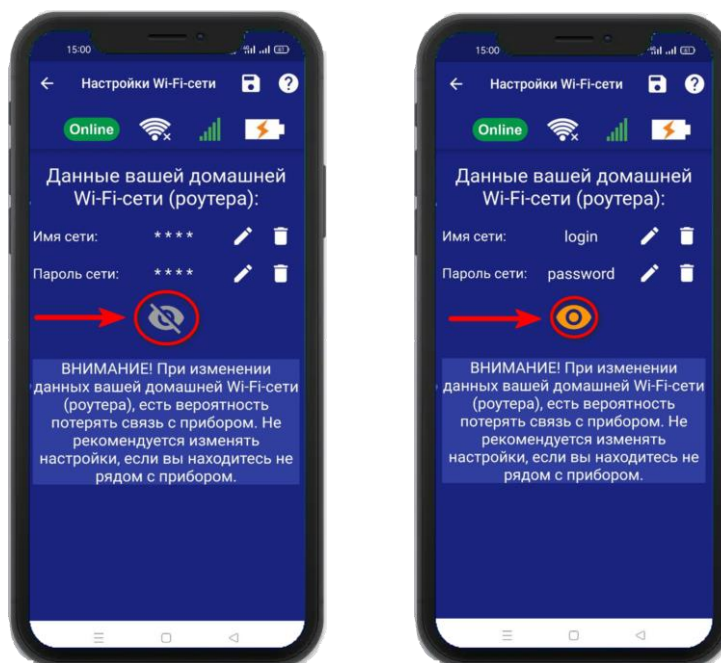 15:00
Настройки Wi-Fi-сети
Online
Данные вашей домашней
Wi-Fi-сети (роутера):
Имя сети: ****
Пароль сети: ****
ВНИМАНИЕ! При изменении
данных вашей домашней Wi-Fi-сети
(роутера), есть вероятность
потерять связь с прибором. Не
рекомендуется изменять
настройки, если вы находитесь не
рядом с прибором.
15:00
Настройки Wi-Fi-сети
Online
Данные вашей домашней
Wi-Fi-сети (роутера):
Имя сети: login
Пароль сети: password
ВНИМАНИЕ! При изменении
данных вашей домашней Wi-Fi-сети
(роутера), есть вероятность
потерять связь с прибором. Не
рекомендуется изменять
настройки, если вы находитесь не
рядом с прибором.